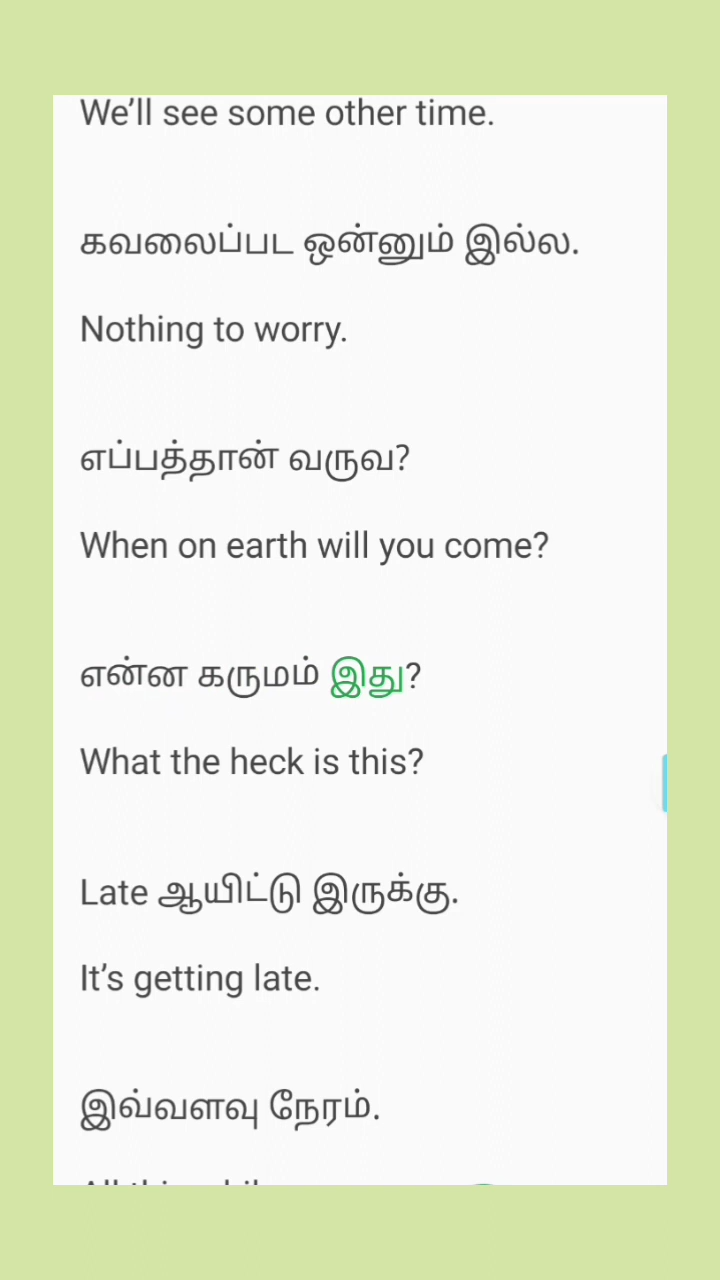 We’ll see some other time.
கவலைப்பட ஒன்னும் இல்ல.
Nothing to worry.
எப்பத்தான் வருவ?
When on earth will you come?
என்ன கருமம் இது?
What the heck is this?
Late ஆயிட்டு இருக்கு.
It’s getting late.
இவ்வளவு நேரம்.